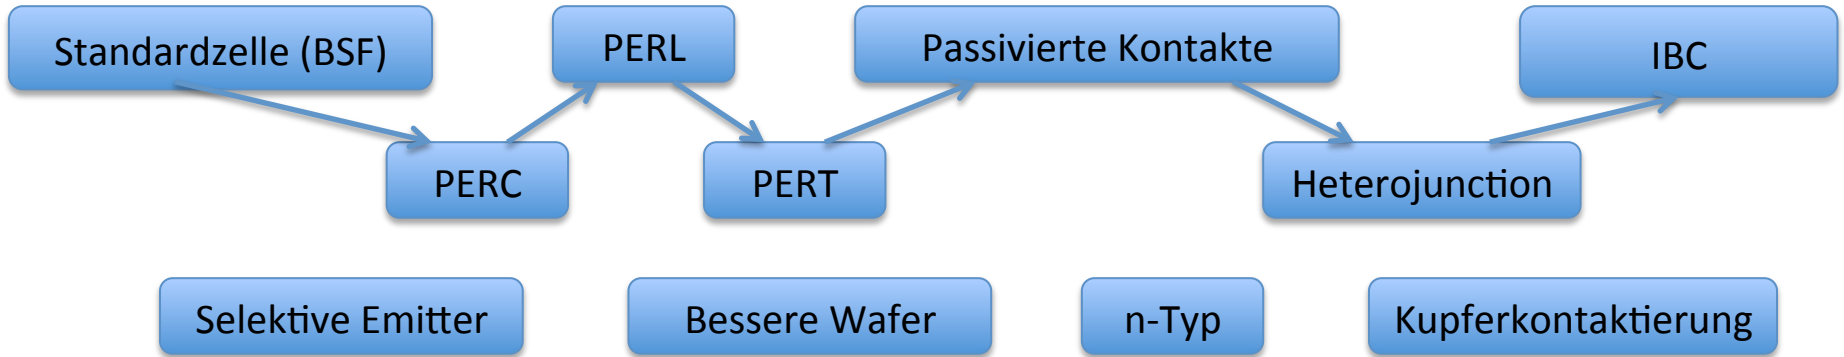 Standardzelle (BSF)
PERL
Passivierte Kontakte
IBC
PERC
PERT
Heterojunction
Selektive Emitter
Bessere Wafer
n-Typ
Kupferkontaktierung